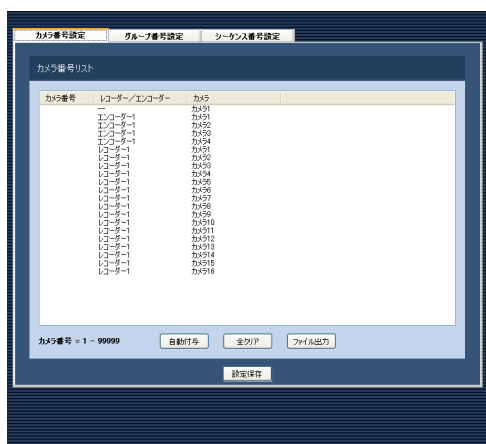 カメラ番号設定 グループ番号設定 シーケンス番号設定
カメラ番号リスト
カメラ番号 レコーダー／エンコーダー カメラ
-- カメラ1
エンコーダー1 カメラ1
エンコーダー1 カメラ2
エンコーダー1 カメラ3
エンコーダー1 カメラ4
レコーダー1 カメラ1
レコーダー1 カメラ2
レコーダー1 カメラ3
レコーダー1 カメラ4
レコーダー1 カメラ5
レコーダー1 カメラ6
レコーダー1 カメラ7
レコーダー1 カメラ8
レコーダー1 カメラ9
レコーダー1 カメラ10
レコーダー1 カメラ11
レコーダー1 カメラ12
レコーダー1 カメラ13
レコーダー1 カメラ14
レコーダー1 カメラ15
レコーダー1 カメラ16
カメラ番号 = 1 - 99999 自動付与 全クリア ファイル出力
設定保存